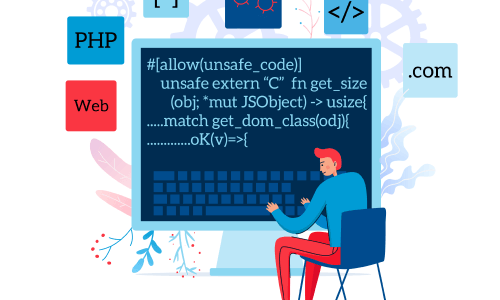 [ ]
</>
PHP
.com
Web
#[allow(unsafe_code)]
unsafe extern “C” fn get_size
(obj; *mut JSObject) -> usize{
.....match get_dom_class(odj){
..............oK(v)=>{